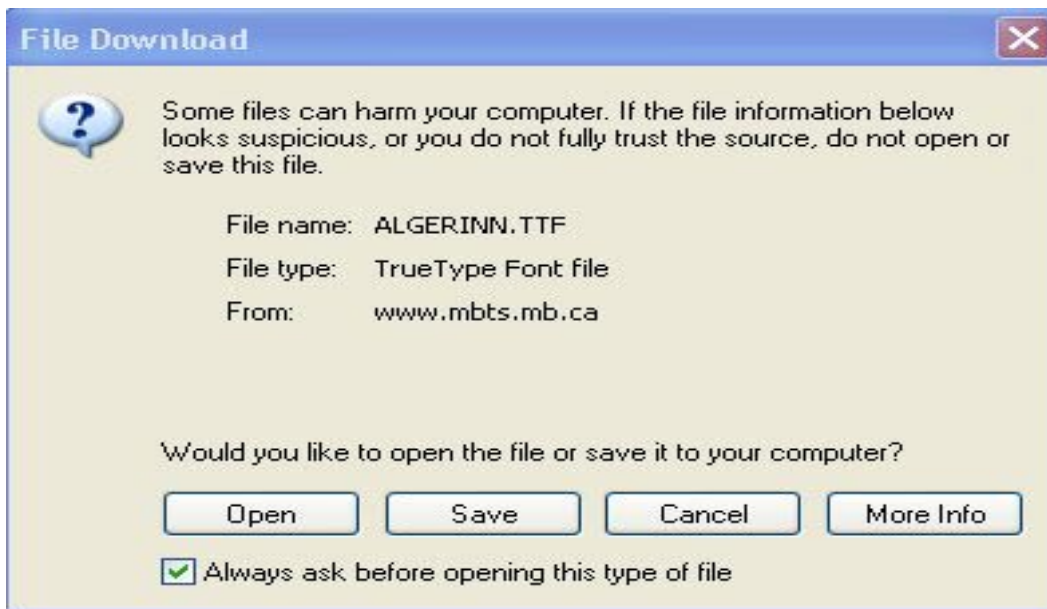 File Download
Some files can harm your computer. If the file information below
looks suspicious, or you do not fully trust the source, do not open or
save this file.
File name: ALGERINN.TTF
File type: TrueType Font file
From: www.mbts.mb.ca
Would you like to open the file or save it to your computer?
Open Save Cancel More Info
Always ask before opening this type of file